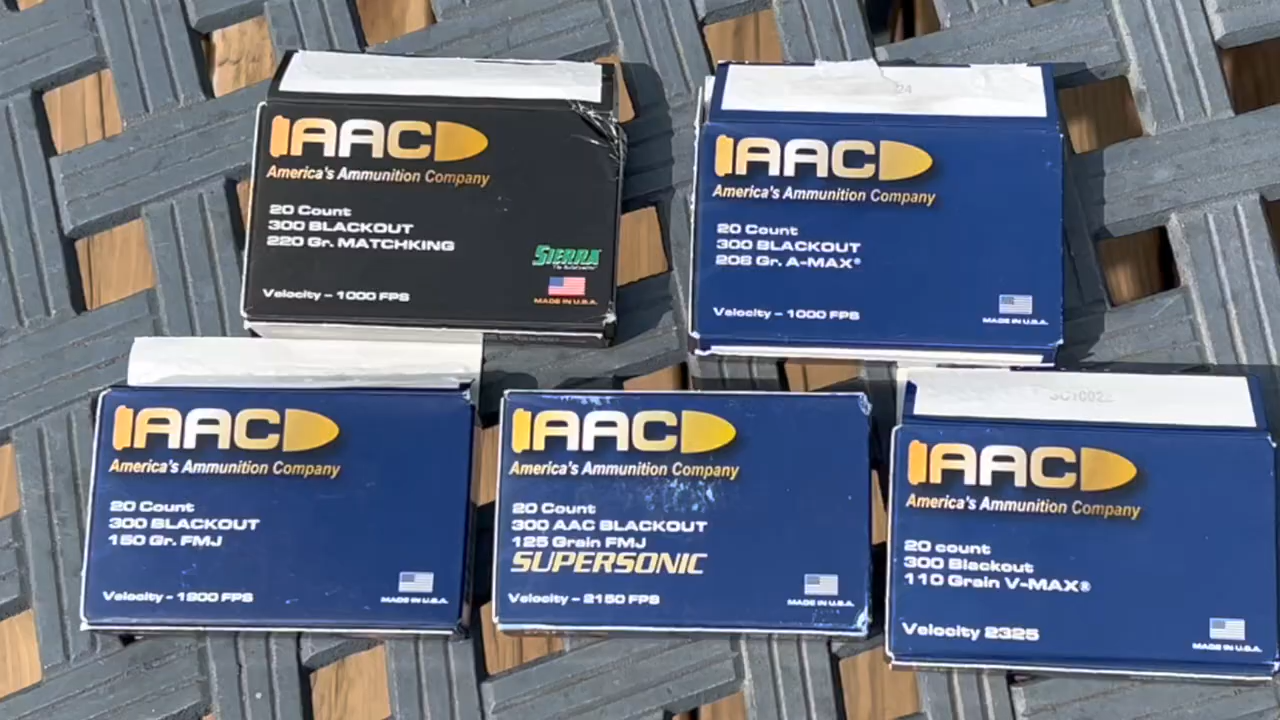 AAC
America's Ammunition Company
20 Count
300 BLACKOUT
220 Gr. MATCHKING
Velocity – 1000 FPS
SIERRA
MADE IN U.S.A.
24
AAC
America's Ammunition Company
20 Count
300 BLACKOUT
208 Gr. A-MAX®
Velocity – 1000 FPS
MADE IN U.S.A.
AAC
America's Ammunition Company
20 Count
300 BLACKOUT
150 Gr. FMJ
Velocity - 1900 FPS
MADE IN U.S.A.
AAC
America's Ammunition Company
20 Count
300 AAC BLACKOUT
125 Grain FMJ
SUPERSONIC
Velocity – 2150 FPS
MADE IN U.S.A.
AAC
America's Ammunition Company
20 count
300 Blackout
110 Grain V-MAX®
Velocity 2325
MADE IN U.S.A.